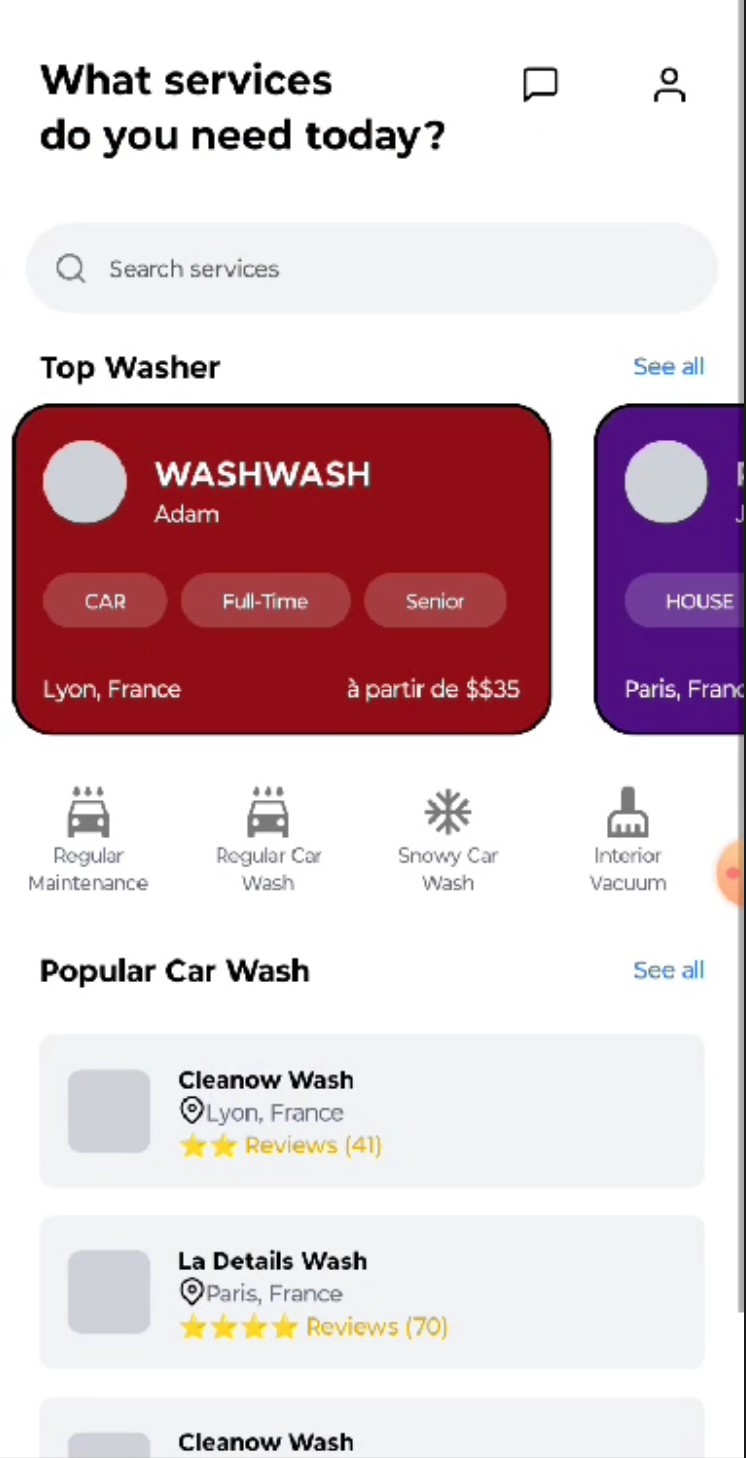 What services
do you need today?
Search services
Top Washer
See all
WASHWASH
Adam
CAR
Full-Time
Senior
Lyon, France
à partir de $$35
HOUSE
Paris, Franc
Regular
Maintenance
Regular Car
Wash
Snowy Car
Wash
Interior
Vacuum
Popular Car Wash
See all
Cleanow Wash
Lyon, France
Reviews (41)
La Details Wash
Paris, France
Reviews (70)
Cleanow Wash